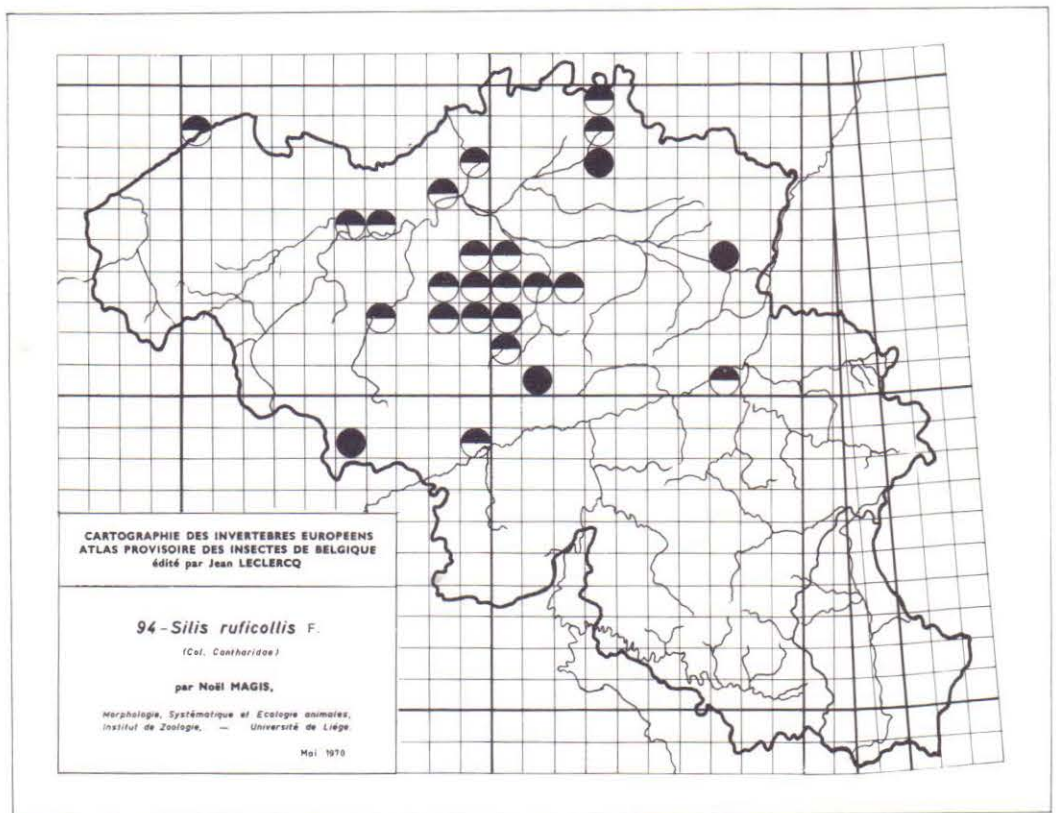 CARTOGRAPHIE DES INVERTEBRES EUROPEENS
ATLAS PROVISOIRE DES INSECTES DE BELGIQUE
édité par Jean LECLERCQ
94-Silis ruficollis F.
(Col. Cantharidae)
par Noël MAGIS,
Morphologie, Systématique et Ecologie animales,
Institut de Zoologie, — Université de Liége.
Mai 1970